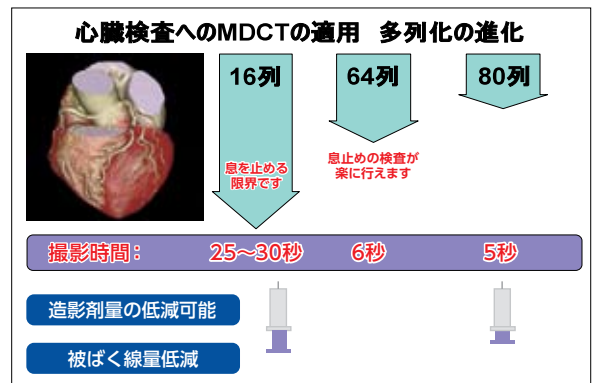 心臓検査へのMDCTの適用 多列化の進化
16列
64列
80列
息を止める
限界です
息止めの検査が
楽に行えます
撮影時間: 25～30秒 6秒 5秒
造影剤量の低減可能
被ばく線量低減